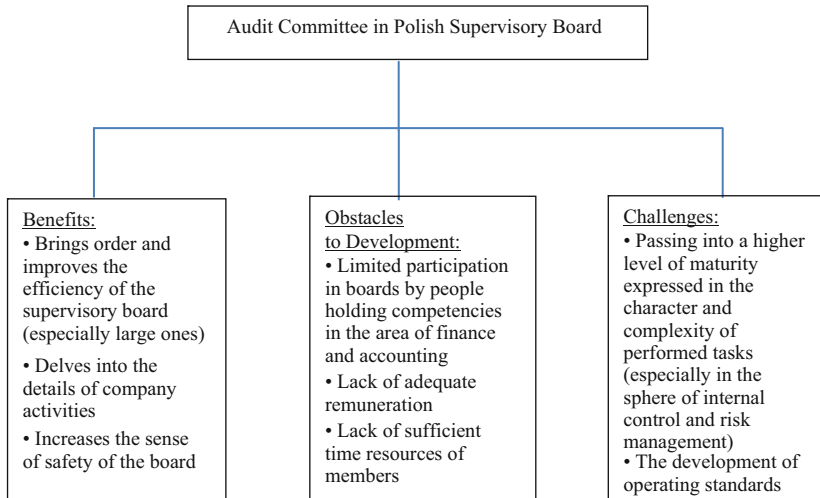 Audit Committee in Polish Supervisory Board
Benefits:
• Brings order and
improves the
efficiency of the
supervisory board
(especially large ones)
• Delves into the
details of company
activities
• Increases the sense
of safety of the board
Obstacles
to Development:
• Limited participation
in boards by people
holding competencies
in the area of finance
and accounting
• Lack of adequate
remuneration
• Lack of sufficient
time resources of
members
Challenges:
• Passing into a higher
level of maturity
expressed in the
character and
complexity of
performed tasks
(especially in the
sphere of internal
control and risk
management)
• The development of
operating standards